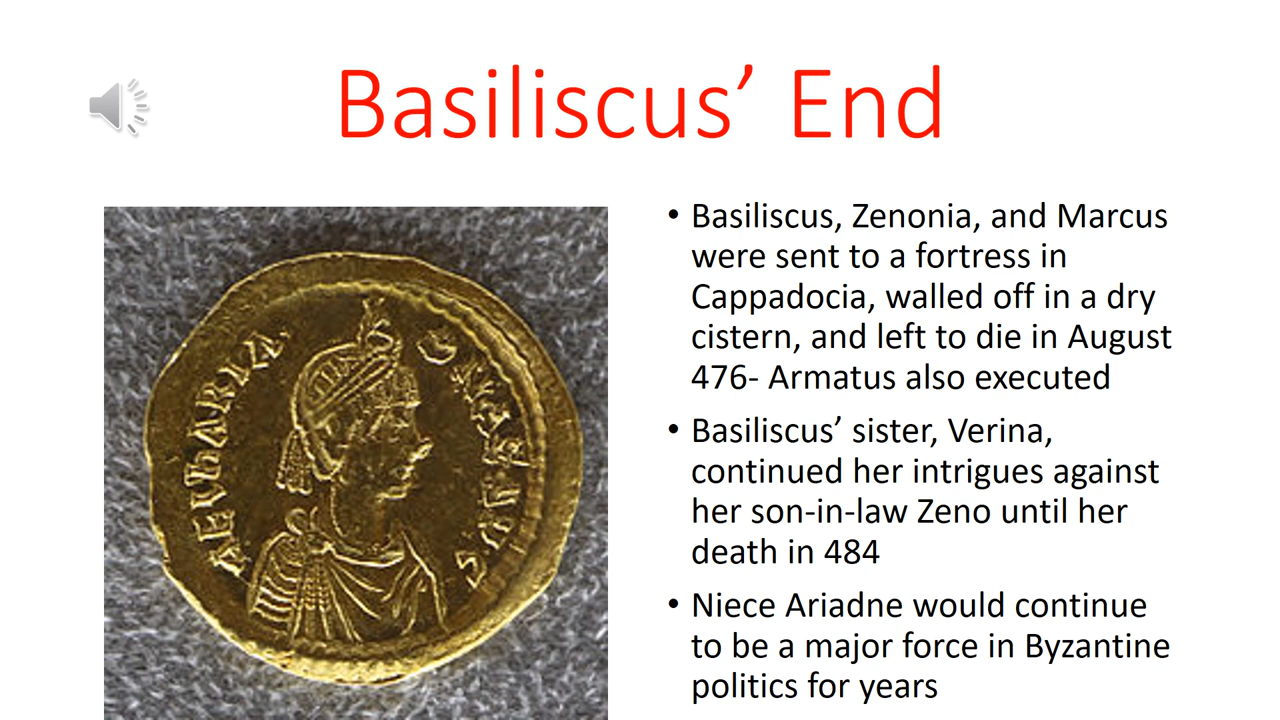 Basiliscus’ End
• Basiliscus, Zenonia, and Marcus
were sent to a fortress in
Cappadocia, walled off in a dry
cistern, and left to die in August
476- Armatus also executed
• Basiliscus’ sister, Verina,
continued her intrigues against
her son-in-law Zeno until her
death in 484
• Niece Ariadne would continue
to be a major force in Byzantine
politics for years